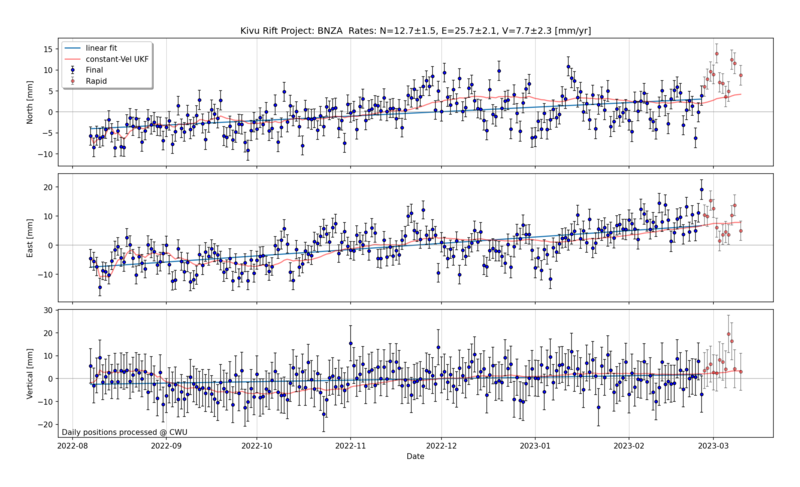 Kivu Rift Project: BNZA Rates: N=12.7±1.5, E=25.7±2.1, V=7.7±2.3 [mm/yr]
linear fit
constant-Vel UKF
Final
Rapid
North [mm]
15
10
5
0
−5
−10
East [mm]
20
10
0
−10
Vertical [mm]
30
20
10
0
−10
−20
Daily positions processed @ CWU
2022-08
2022-09
2022-10
2022-11
2022-12
2023-01
2023-02
2023-03
Date